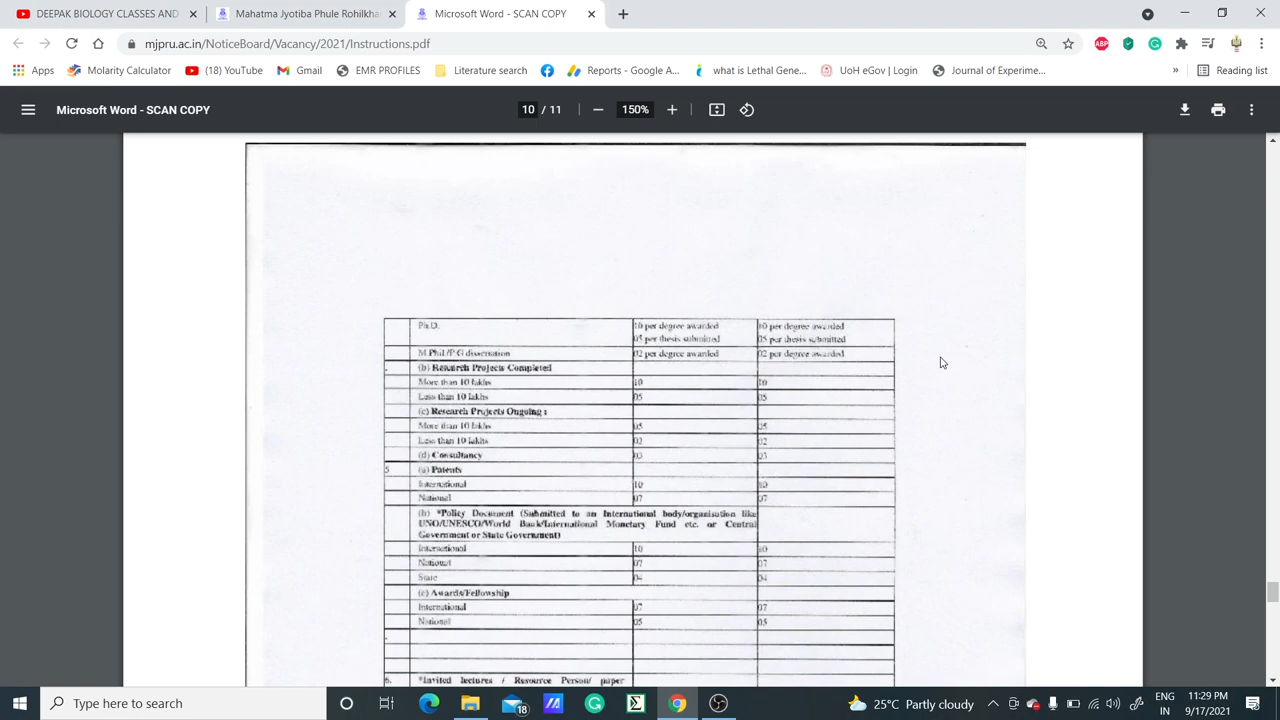 DEEPAK BIOLOGY CLASSES AND
Mahatma Jyotiba Phule Rohilkha
Microsoft Word - SCAN COPY
mjpru.ac.in/NoticeBoard/Vacancy/2021/Instructions.pdf
Apps
Molarity Calculator
(18) YouTube
Gmail
EMR PROFILES
Literature search
Reports - Google A...
what is Lethal Gene...
UoH eGov | Login
Journal of Experime...
»
Reading list
Microsoft Word - SCAN COPY
10 / 11
150%
Ph.D. 10 per degree awarded 10 per degree awarded
05 per thesis submitted 05 per thesis submitted
M.Phil./P.G dissertation 02 per degree awarded 02 per degree awarded
(b) Research Projects Completed
More than 10 lakhs 10 10
Less than 10 lakhs 05 05
(c) Research Projects Ongoing :
More than 10 lakhs 05 05
Less than 10 lakhs 02 02
(d) Consultancy 03 03
5 (a) Patents
International 10 10
National 07 07
(b) *Policy Document (Submitted to an International body/organisation like
UNO/UNESCO/World Bank/International Monetary Fund etc. or Central
Government or State Government)
International 10 10
National 07 07
State 04 04
(c) Awards/Fellowship
International 07 07
National 05 05
6. *Invited lectures / Resource Person/ paper
Type here to search
18
25°C Partly cloudy
ENG
IN
11:29 PM
9/17/2021